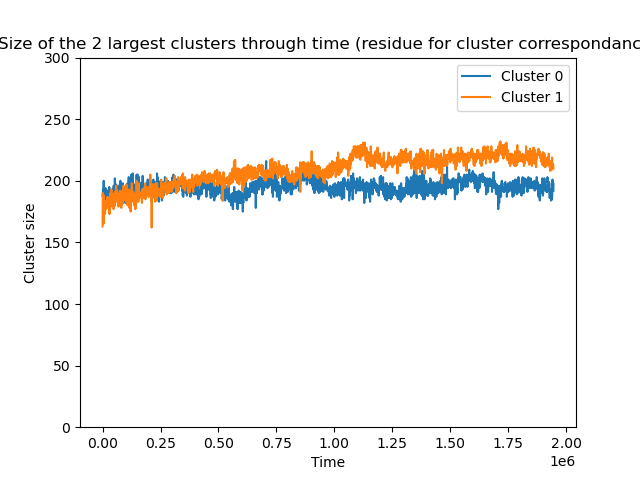 Size of the 2 largest clusters through time (residue for cluster correspondanc
300
250
200
150
100
50
0
Cluster size
Cluster 0
Cluster 1
0.00 0.25 0.50 0.75 1.00 1.25 1.50 1.75 2.00
1e6
Time